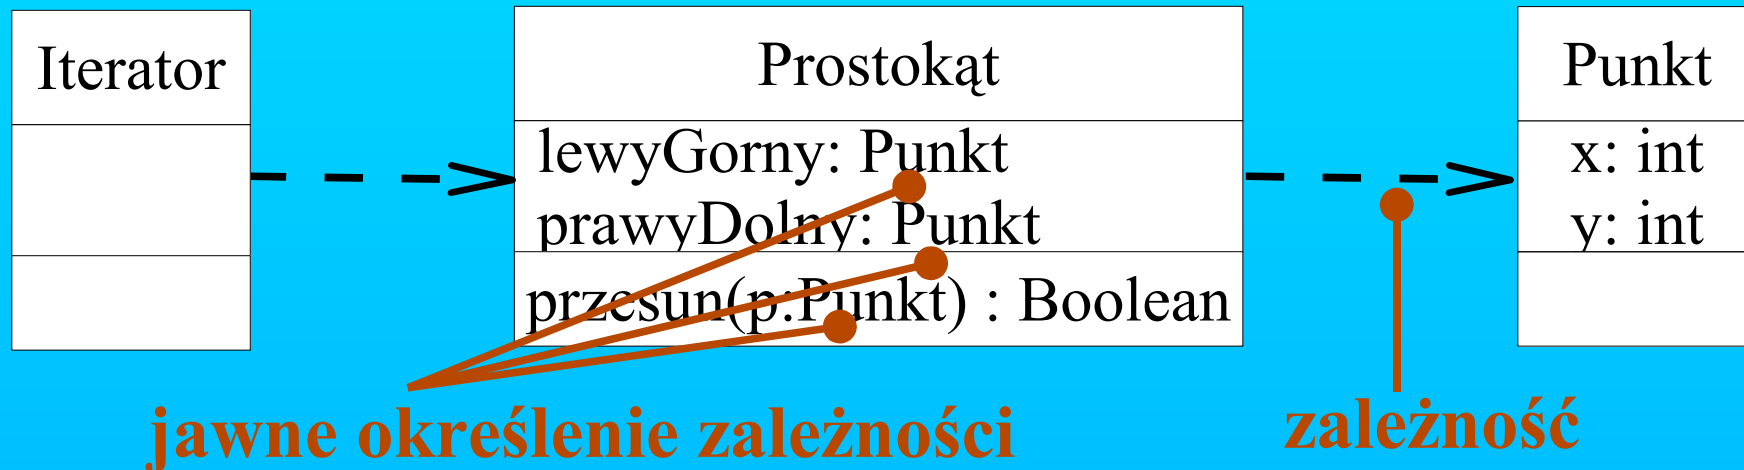 Iterator
Prostokąt
lewyGorny: Punkt
prawyDolny: Punkt
przesun(p:Punkt) : Boolean
Punkt
x: int
y: int
jawne określenie zależności
zależność